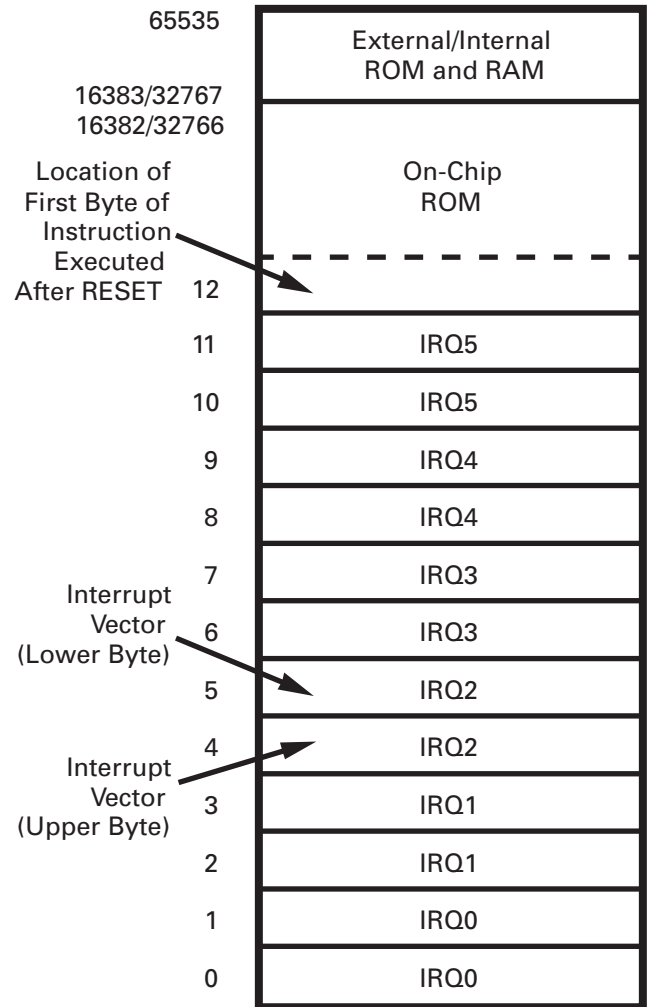 65535
External/Internal
ROM and RAM
16383/32767
16382/32766
Location of
First Byte of
Instruction
Executed
After RESET
On-Chip
ROM
12
11 IRQ5
10 IRQ5
9 IRQ4
8 IRQ4
7 IRQ3
Interrupt
Vector
(Lower Byte)
6 IRQ3
5 IRQ2
4 IRQ2
Interrupt
Vector
(Upper Byte)
3 IRQ1
2 IRQ1
1 IRQ0
0 IRQ0